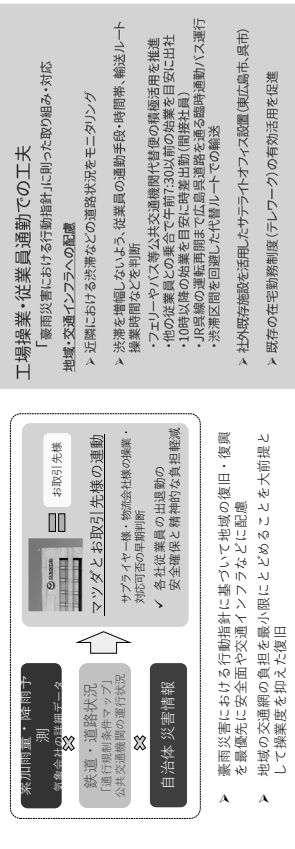 累加雨量・降雨予
測
気象会社の詳細データ
鉄道・道路状況
「通行規制条件マップ」
公共交通機関の運行状況
自治体 災害情報
お取引先様
マツダとお取引先様の連動
サプライヤー様・物流会社様の操業・
対応可否の早期判断
✓ 各社従業員の出退勤の
安全確保と精神的な負担軽減
➢ 豪雨災害における行動指針に基づいて地域の復旧・復興
を最優先に安全面や交通インフラなどに配慮
➢ 地域の交通網の負担を最小限にとどめることを大前提と
して操業度を抑えた復旧
工場操業・従業員通勤での工夫
「豪雨災害における行動指針」に則った取り組み・対応
地域・交通インフラへの配慮
➢ 近隣における渋滞などの道路状況をモニタリング
➢ 渋滞を増幅しないよう、従業員の通勤手段・時間帯、輸送ルート
操業時間などを判断
・フェリーやバス等公共交通機関代替便の積極活用を推進
・他の従業員との乗合で午前7:30以前の始業を目安に出社
・10時以降の始業を目安に時差出勤(間接社員)
・JR呉線の運転再開まで広島呉道路を通る臨時通勤バス運行
・渋滞区間を回避した代替ルートでの輸送
➢ 社外既存施設を活用したサテライトオフィス設置(東広島市、呉市)
➢ 既存の在宅勤務制度(テレワーク)の有効活用を促進